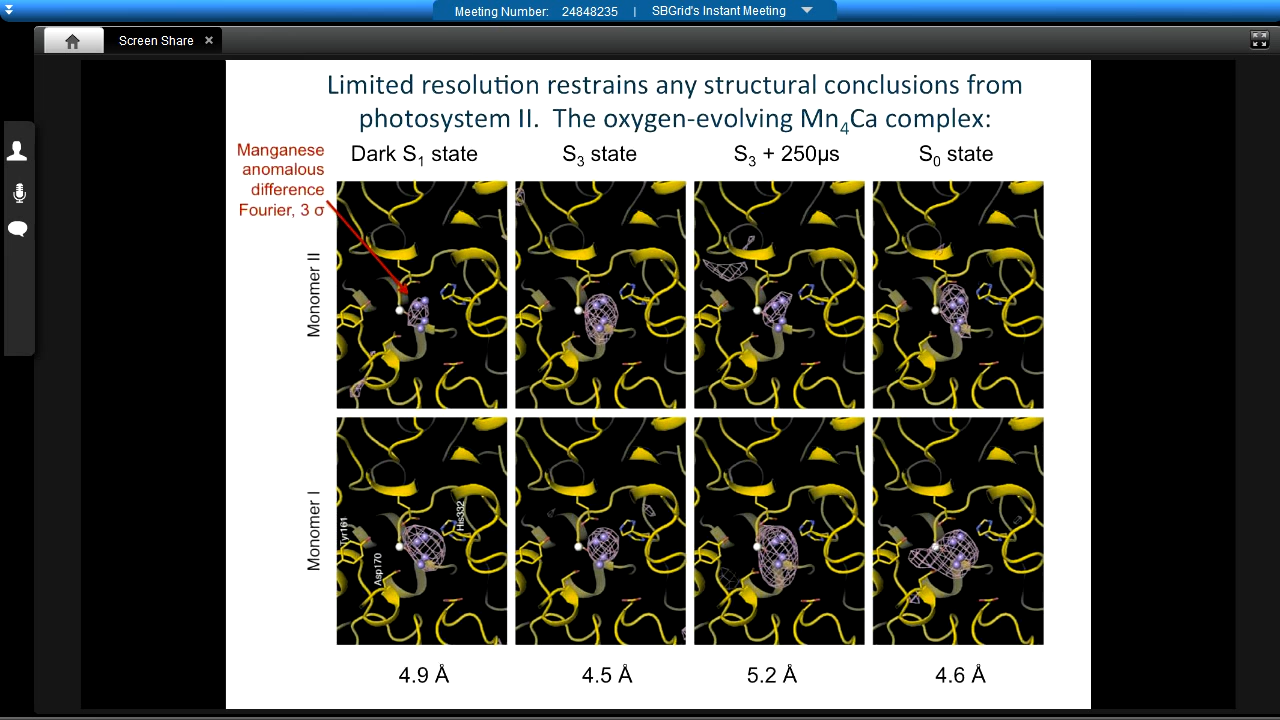 Meeting Number: 24848235 | SBGrid's Instant Meeting
Screen Share ×
Limited resolution restrains any structural conclusions from
photosystem II. The oxygen-evolving Mn₄Ca complex:
Manganese
anomalous
difference
Fourier, 3 σ
Dark S₁ state
S₃ state
S₃ + 250µs
S₀ state
Monomer II
Monomer I
Tyr161
Asp170
His332
4.9 Å
4.5 Å
5.2 Å
4.6 Å